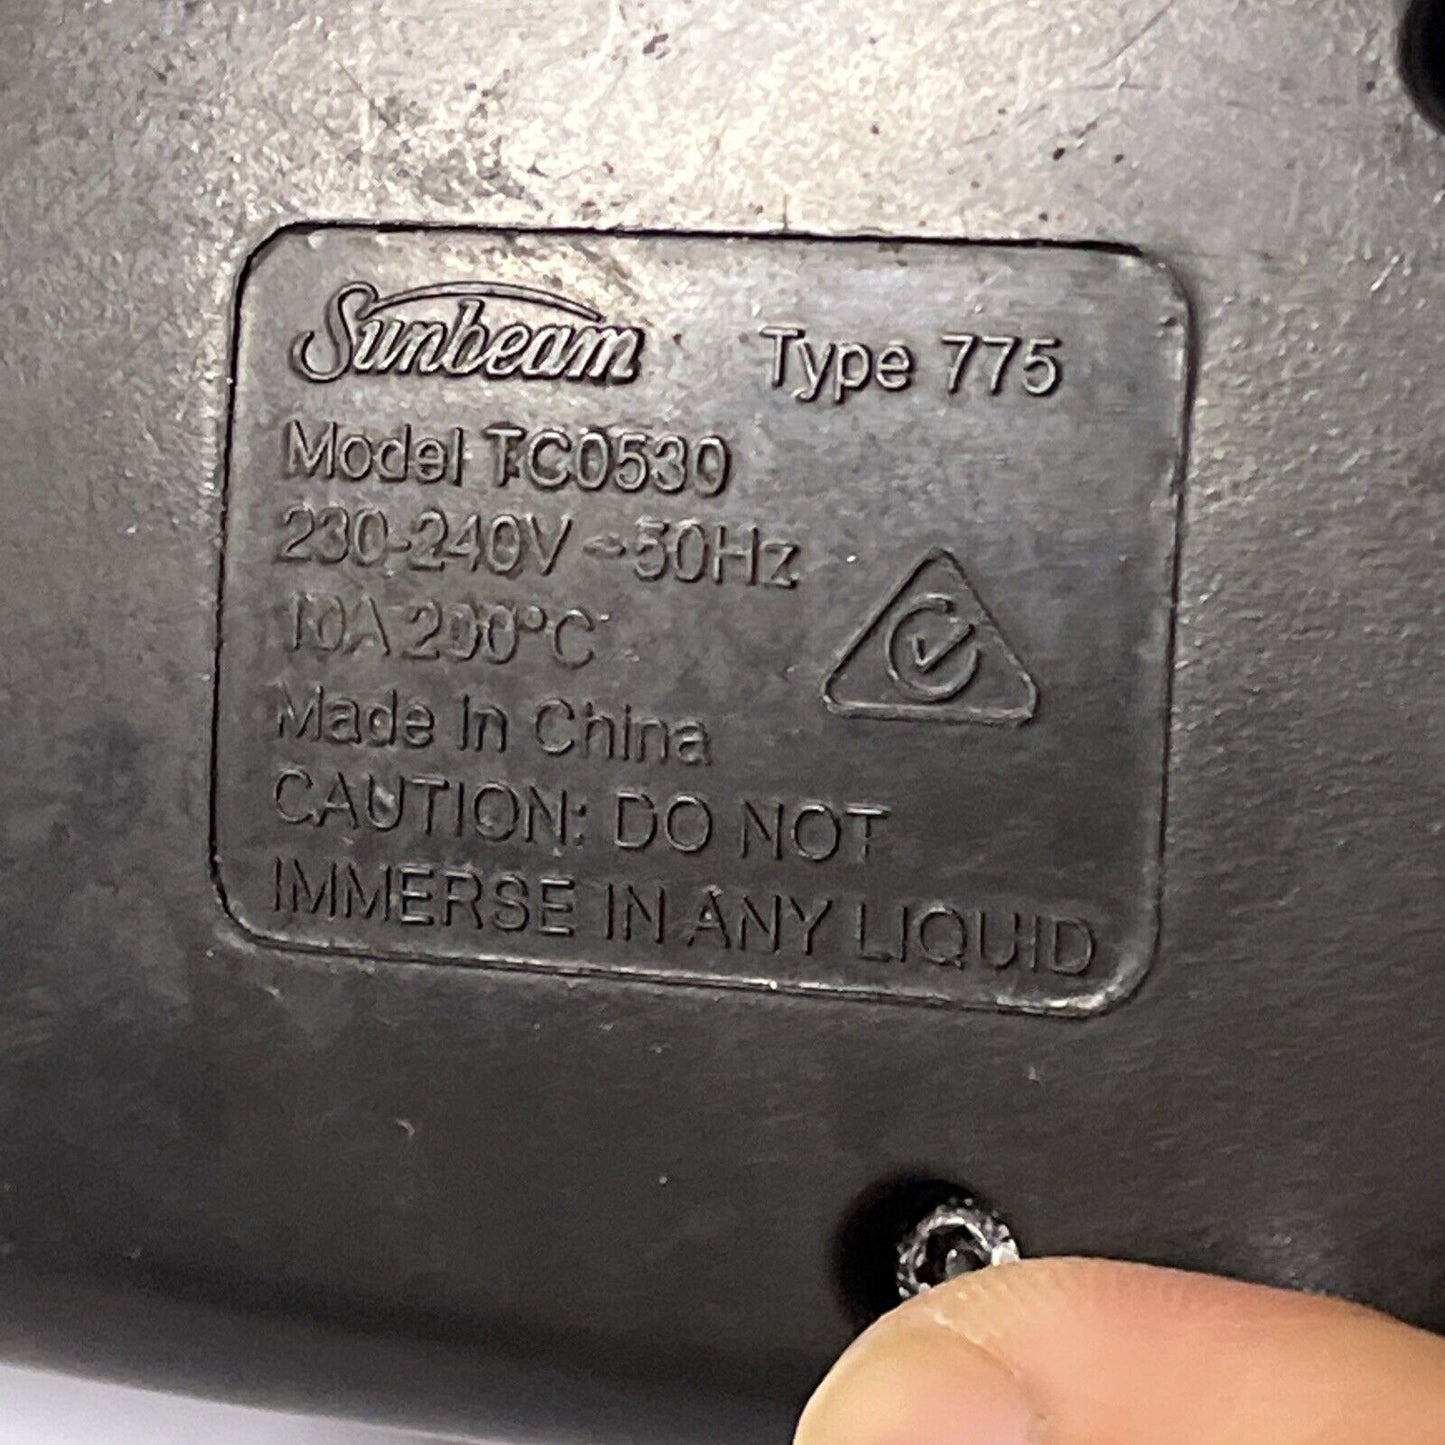 Sunbeam Type 775
Model TC0530
230-240V ~50Hz
10A 200°C
Made in China
CAUTION: DO NOT
IMMERSE IN ANY LIQUID